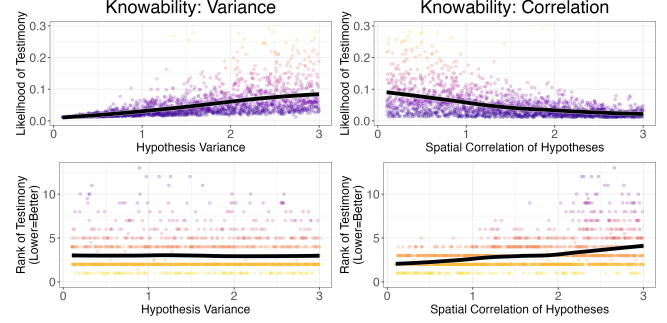 Knowability: Variance
Knowability: Correlation
Likelihood of Testimony
0.3
0.2
0.1
0.0
0
1
2
3
Hypothesis Variance
Likelihood of Testimony
0.3
0.2
0.1
0.0
0
1
2
3
Spatial Correlation of Hypotheses
Rank of Testimony
(Lower=Better)
10
5
0
0
1
2
3
Hypothesis Variance
Rank of Testimony
(Lower=Better)
10
5
0
0
1
2
3
Spatial Correlation of Hypotheses